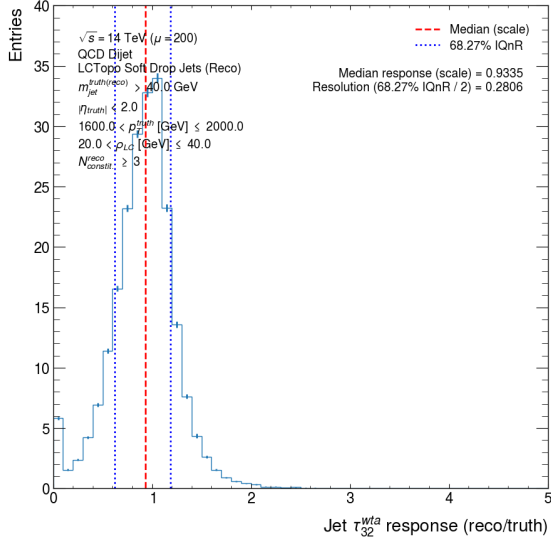 Entries
40
35
30
25
20
15
10
5
0
√s = 14 TeV (μ = 200)
QCD Dijet
LCTopo Soft Drop Jets (Reco)
m_jet^truth(reco) > 40.0 GeV
|η_truth| < 2.0
1600.0 < p_T^truth [GeV] ≤ 2000.0
20.0 < ρ_LC [GeV] ≤ 40.0
N_constit^reco ≥ 3
Median (scale)
68.27% IQnR
Median response (scale) = 0.9335
Resolution (68.27% IQnR / 2) = 0.2806
0 1 2 3 4 5
Jet τ_32^wta response (reco/truth)